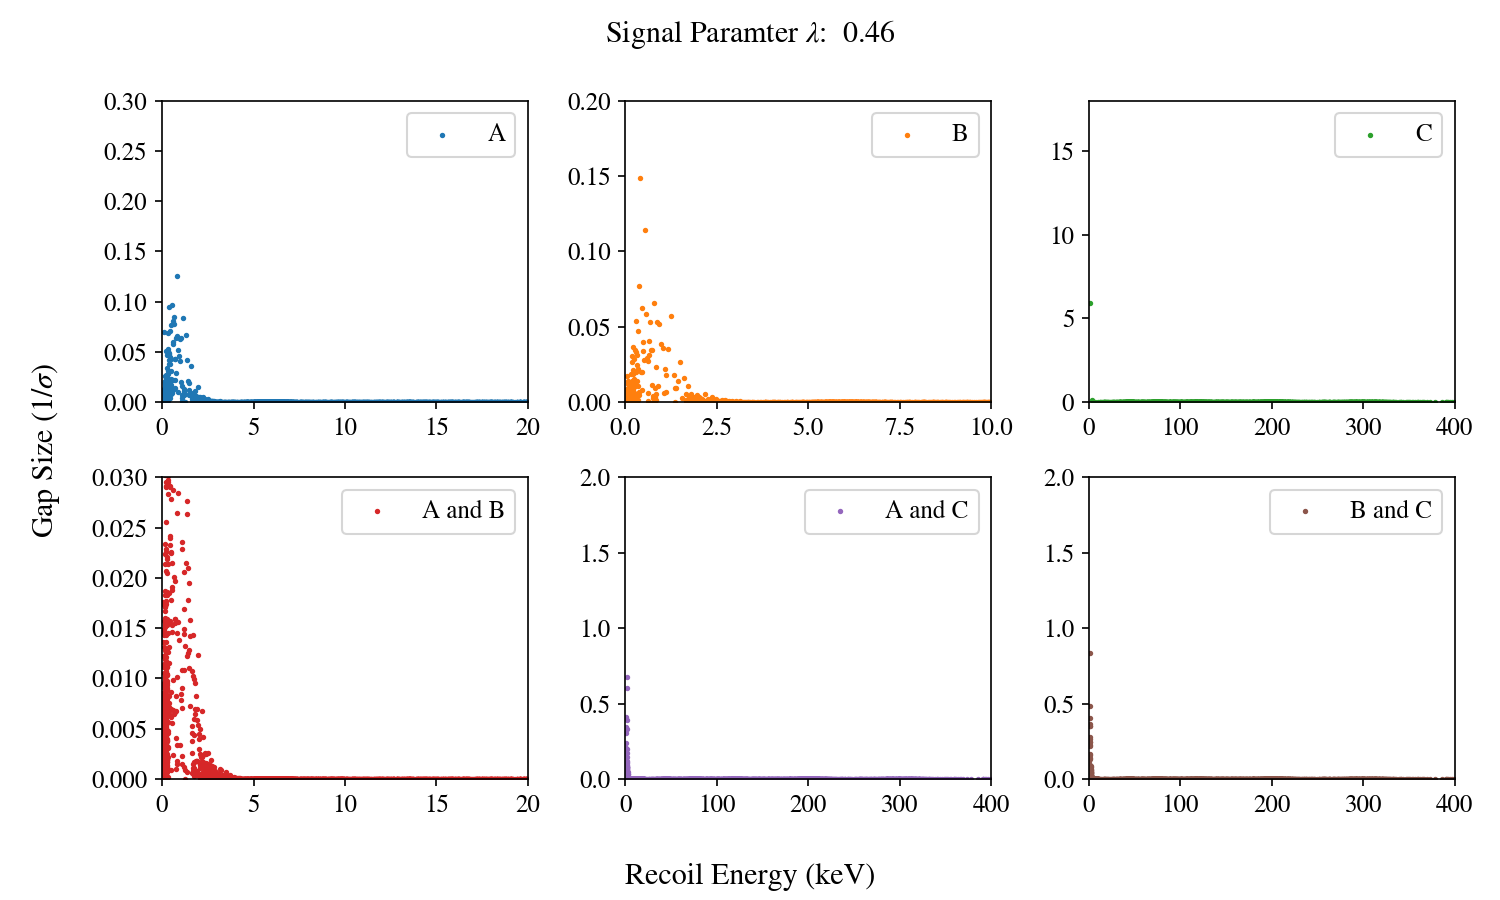 Signal Paramter λ: 0.46
Gap Size (1/σ)
0.30
0.25
0.20
0.15
0.10
0.05
0.00
A
0 5 10 15 20
0.20
0.15
0.10
0.05
0.00
B
0.0 2.5 5.0 7.5 10.0
15
10
5
0
C
0 100 200 300 400
0.030
0.025
0.020
0.015
0.010
0.005
0.000
A and B
0 5 10 15 20
2.0
1.5
1.0
0.5
0.0
A and C
0 100 200 300 400
2.0
1.5
1.0
0.5
0.0
B and C
0 100 200 300 400
Recoil Energy (keV)